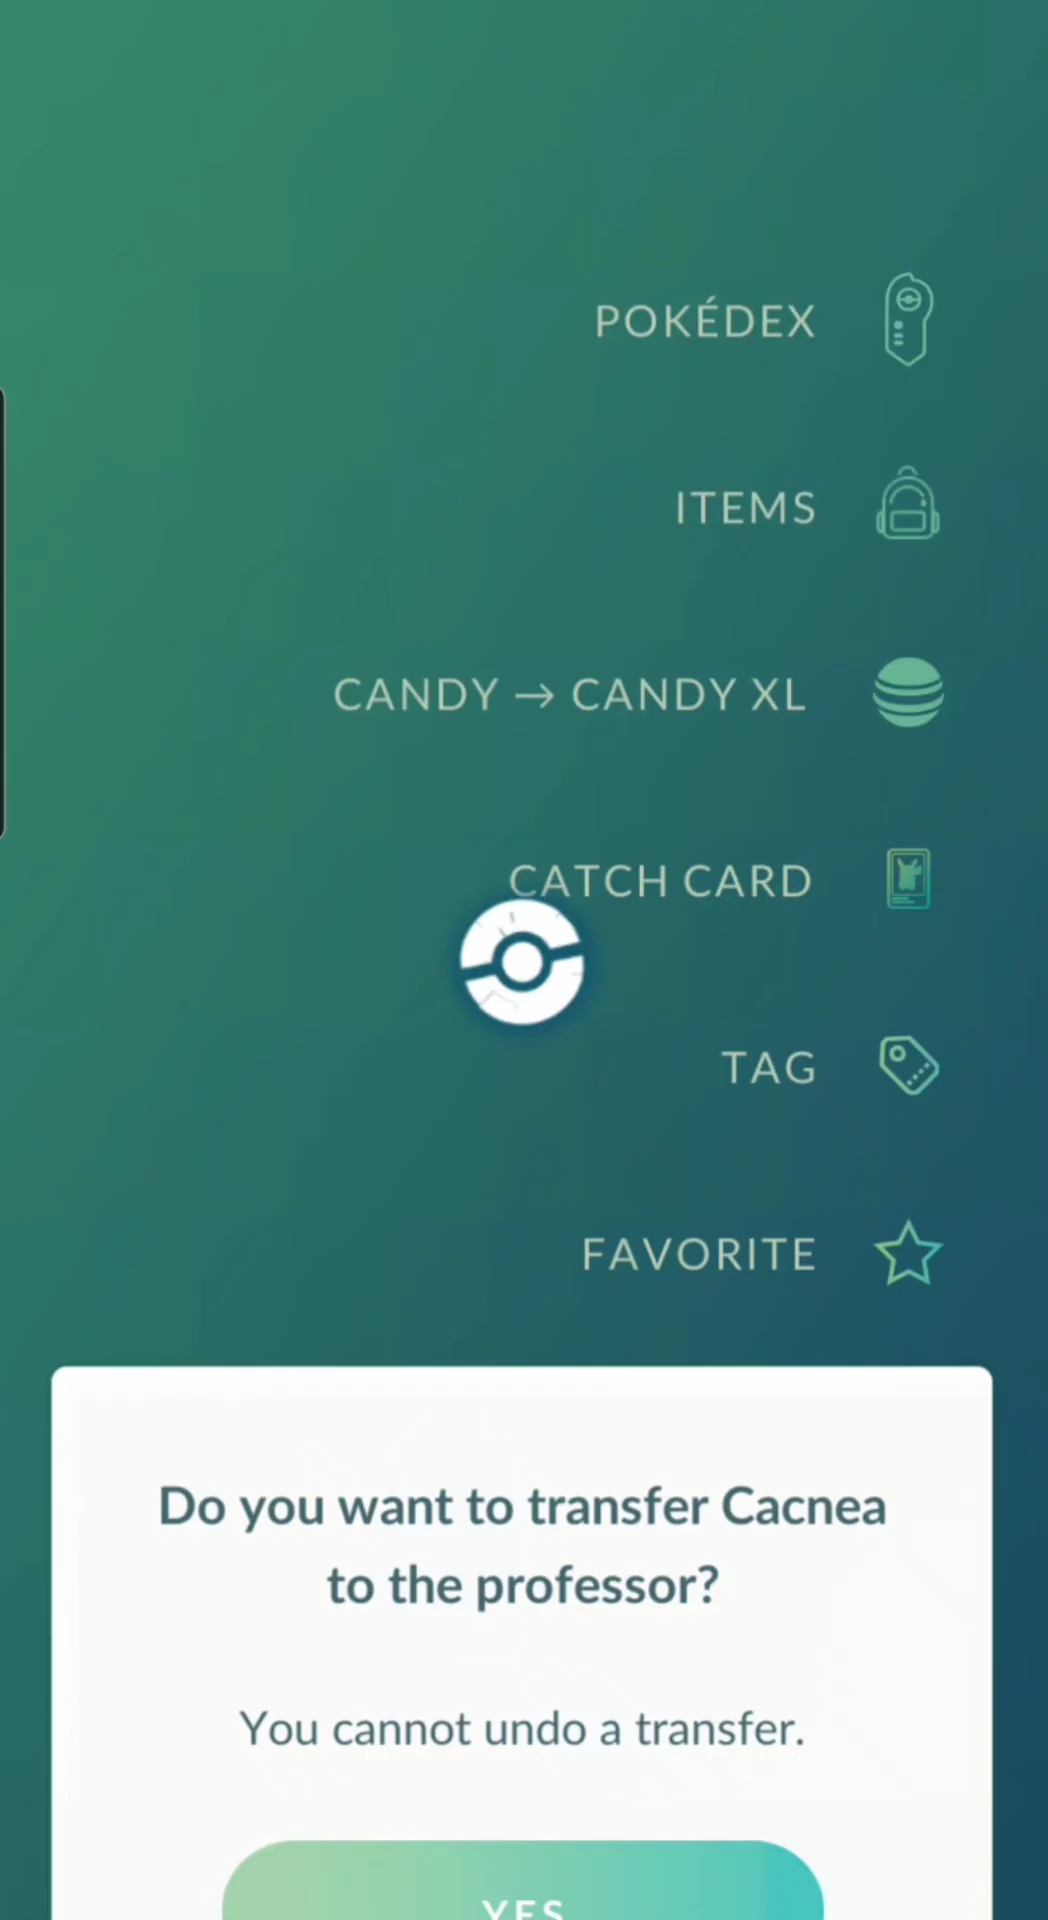 POKÉDEX
ITEMS
CANDY → CANDY XL
CATCH CARD
TAG
FAVORITE
Do you want to transfer Cacnea
to the professor?
You cannot undo a transfer.
YES